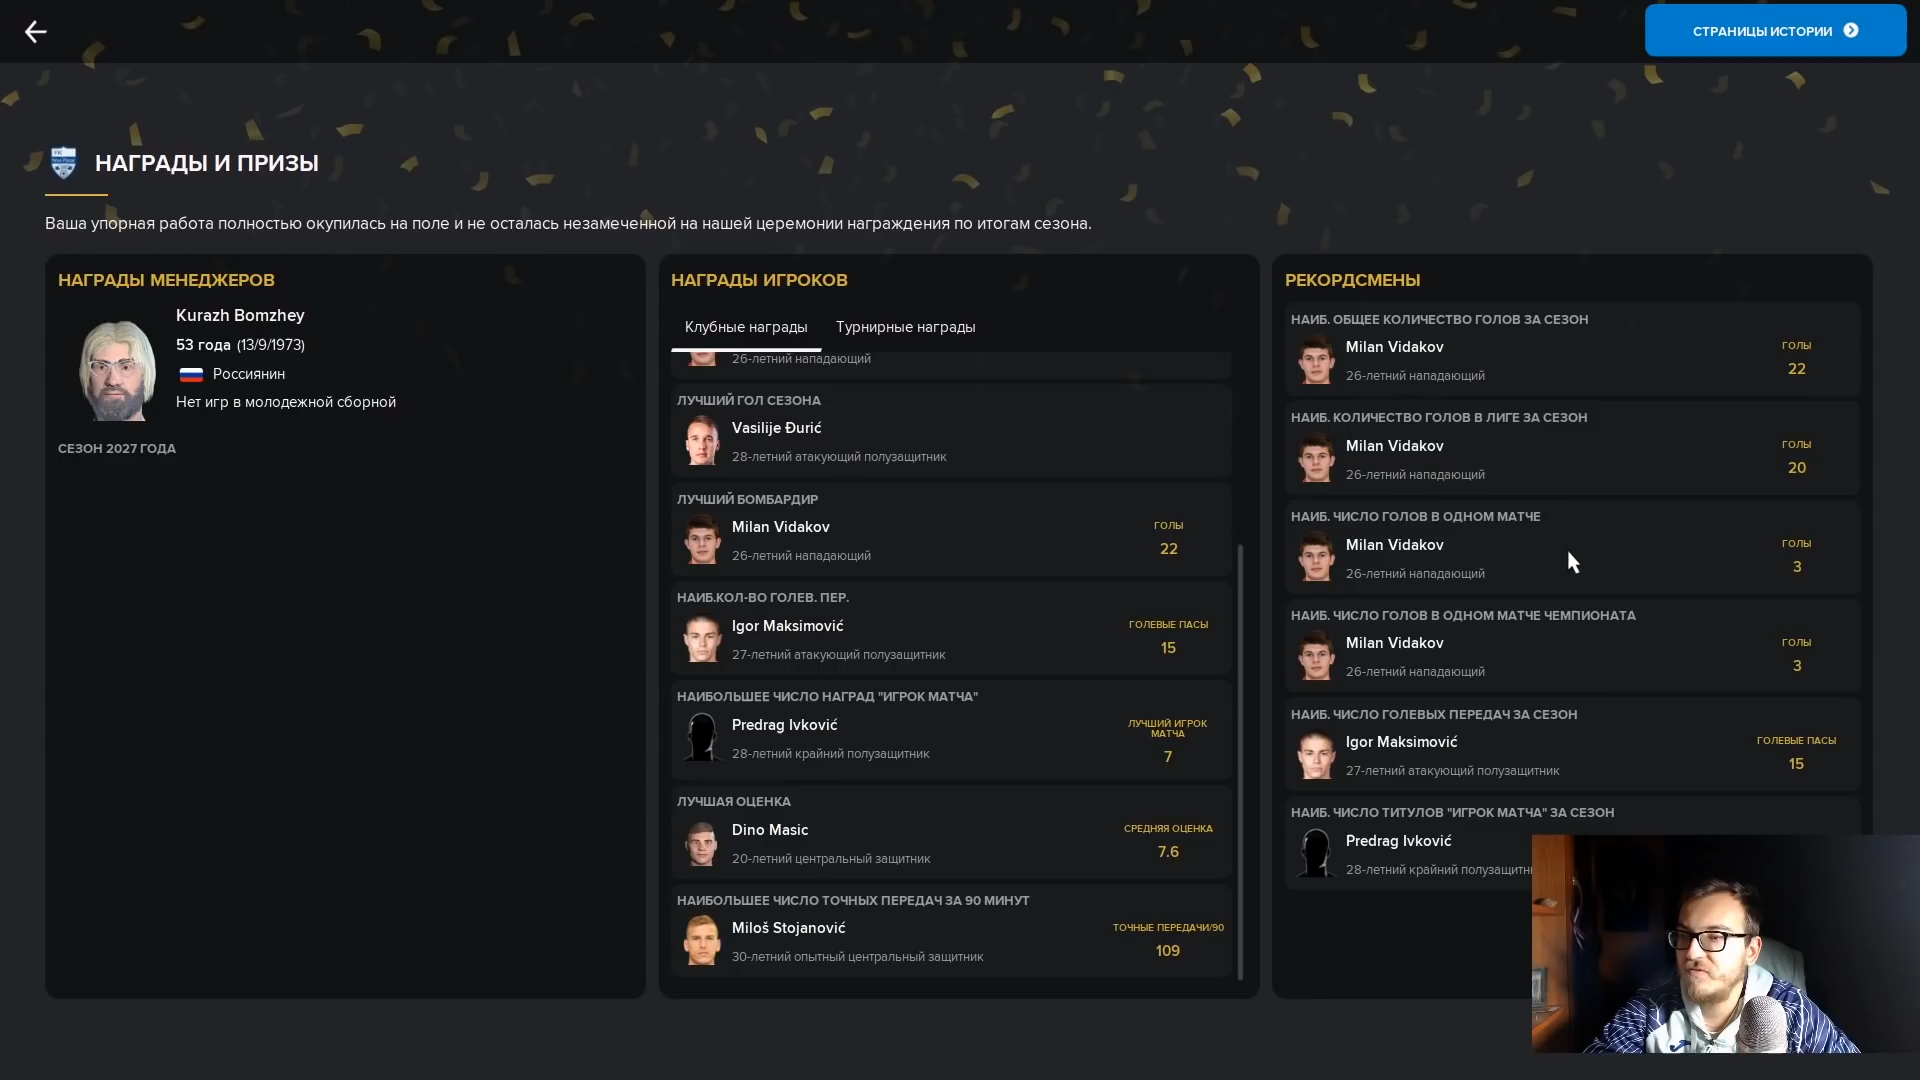 СТРАНИЦЫ ИСТОРИИ
НАГРАДЫ И ПРИЗЫ
Ваша упорная работа полностью окупилась на поле и не осталась незамеченной на нашей церемонии награждения по итогам сезона.
НАГРАДЫ МЕНЕДЖЕРОВ
Kurazh Bomzhey
53 года (13/9/1973)
Россиянин
Нет игр в молодежной сборной
СЕЗОН 2027 ГОДА
НАГРАДЫ ИГРОКОВ
Клубные награды Турнирные награды
26-летний нападающий
ЛУЧШИЙ ГОЛ СЕЗОНА
Vasilije Đurić
28-летний атакующий полузащитник
ЛУЧШИЙ БОМБАРДИР
Milan Vidakov
26-летний нападающий
ГОЛЫ
22
НАИБ.КОЛ-ВО ГОЛЕВ. ПЕР.
Igor Maksimović
27-летний атакующий полузащитник
ГОЛЕВЫЕ ПАСЫ
15
НАИБОЛЬШЕЕ ЧИСЛО НАГРАД "ИГРОК МАТЧА"
Predrag Ivković
28-летний крайний полузащитник
ЛУЧШИЙ ИГРОК
МАТЧА
7
ЛУЧШАЯ ОЦЕНКА
Dino Masic
20-летний центральный защитник
СРЕДНЯЯ ОЦЕНКА
7.6
НАИБОЛЬШЕЕ ЧИСЛО ТОЧНЫХ ПЕРЕДАЧ ЗА 90 МИНУТ
Miloš Stojanović
30-летний опытный центральный защитник
ТОЧНЫЕ ПЕРЕДАЧИ/90
109
РЕКОРДСМЕНЫ
НАИБ. ОБЩЕЕ КОЛИЧЕСТВО ГОЛОВ ЗА СЕЗОН
Milan Vidakov
26-летний нападающий
ГОЛЫ
22
НАИБ. КОЛИЧЕСТВО ГОЛОВ В ЛИГЕ ЗА СЕЗОН
Milan Vidakov
26-летний нападающий
ГОЛЫ
20
НАИБ. ЧИСЛО ГОЛОВ В ОДНОМ МАТЧЕ
Milan Vidakov
26-летний нападающий
ГОЛЫ
3
НАИБ. ЧИСЛО ГОЛОВ В ОДНОМ МАТЧЕ ЧЕМПИОНАТА
Milan Vidakov
26-летний нападающий
ГОЛЫ
3
НАИБ. ЧИСЛО ГОЛЕВЫХ ПЕРЕДАЧ ЗА СЕЗОН
Igor Maksimović
27-летний атакующий полузащитник
ГОЛЕВЫЕ ПАСЫ
15
НАИБ. ЧИСЛО ТИТУЛОВ "ИГРОК МАТЧА" ЗА СЕЗОН
Predrag Ivković
28-летний крайний полузащитн